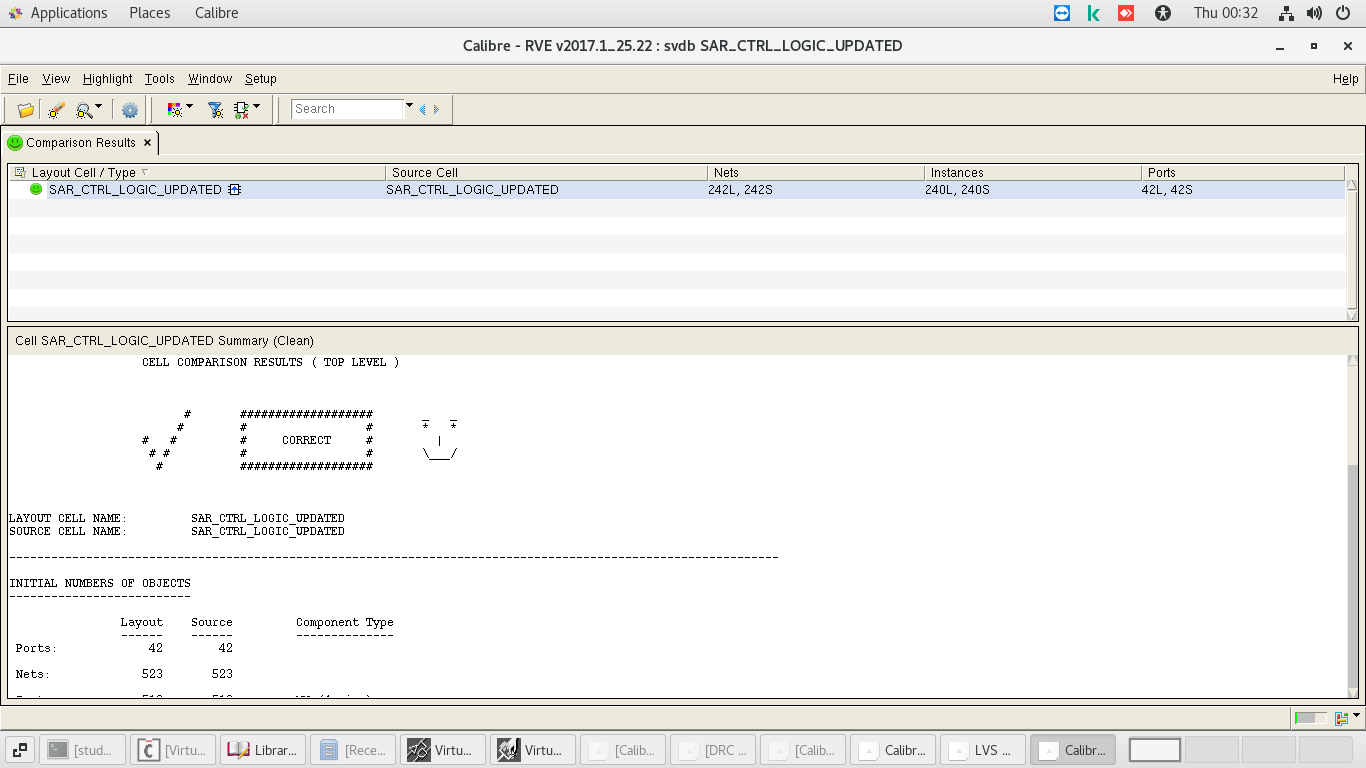 Applications Places Calibre Thu 00:32
Calibre - RVE v2017.1_25.22 : svdb SAR_CTRL_LOGIC_UPDATED
File View Highlight Tools Window Setup Help
Search
Comparison Results
Layout Cell / Type Source Cell Nets Instances Ports
SAR_CTRL_LOGIC_UPDATED SAR_CTRL_LOGIC_UPDATED 242L, 242S 240L, 240S 42L, 42S
Cell SAR_CTRL_LOGIC_UPDATED Summary (Clean)
CELL COMPARISON RESULTS ( TOP LEVEL )
# ################### _ _
# # # * *
# # # CORRECT # |
# # # # \___/
# ###################
LAYOUT CELL NAME: SAR_CTRL_LOGIC_UPDATED
SOURCE CELL NAME: SAR_CTRL_LOGIC_UPDATED
--------------------------------------------------------------------------------------------------------------
INITIAL NUMBERS OF OBJECTS
--------------------------
Layout Source Component Type
------ ------ --------------
Ports: 42 42
Nets: 523 523
[stud... [Virtu... Librar... [Rece... Virtu... Virtu... [Calib... [DRC ... [Calib... Calibr... LVS ... Calibr...